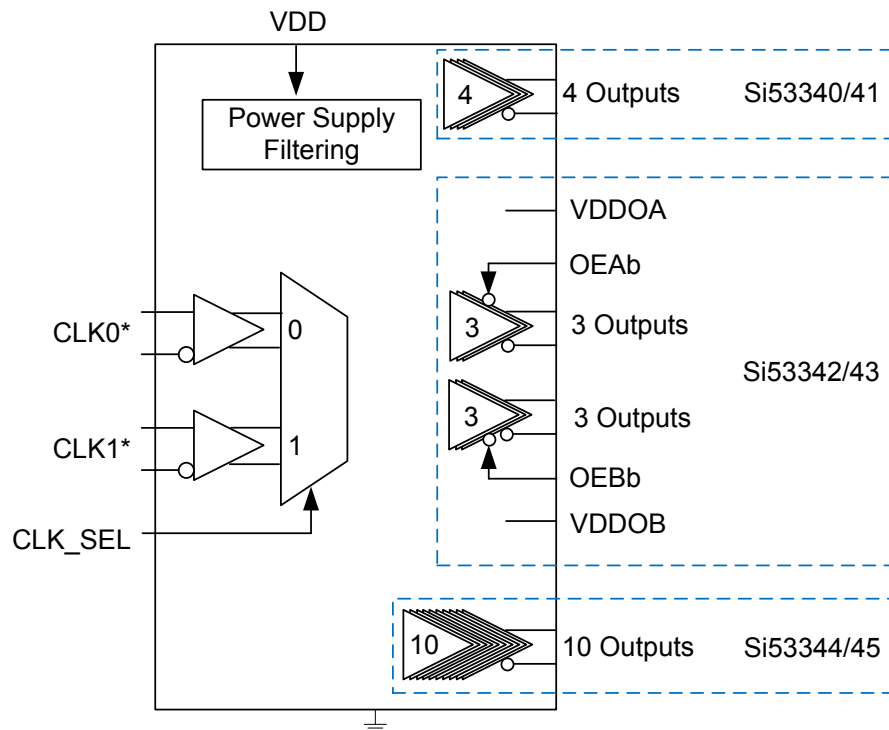 VDD
Power Supply
Filtering
4
4 Outputs
Si53340/41
VDDOA
OEAb
3
3 Outputs
Si53342/43
3
3 Outputs
OEBb
VDDOB
CLK0*
0
CLK1*
1
CLK_SEL
10
10 Outputs
Si53344/45